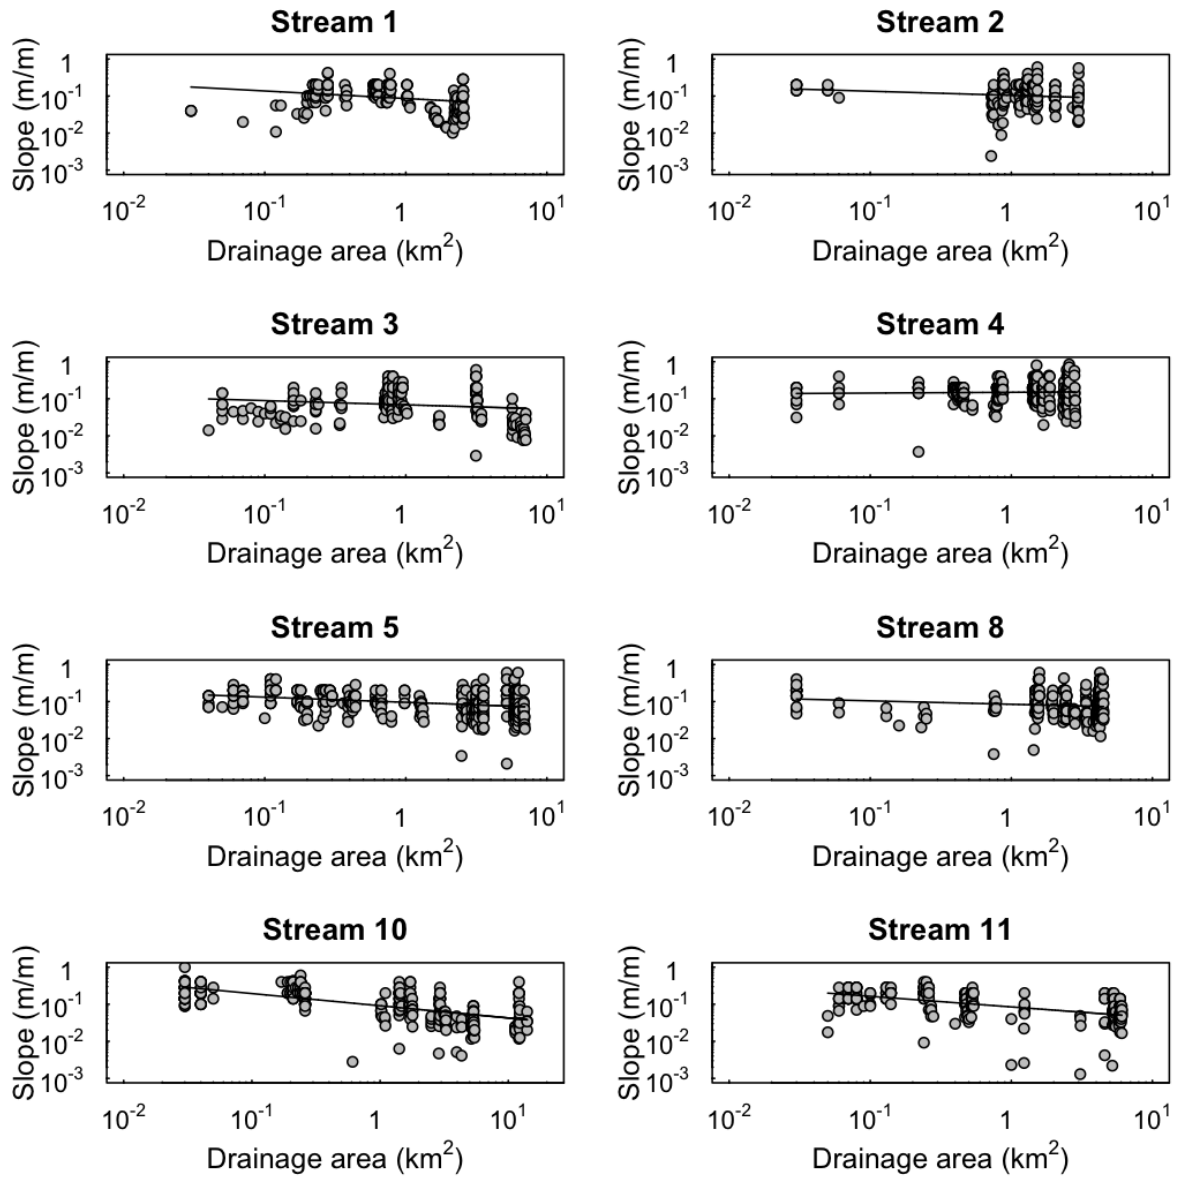 Stream 1
Slope (m/m)
1
10^-1
10^-2
10^-3
10^-2 10^-1 1 10^1
Drainage area (km^2)
Stream 2
Slope (m/m)
1
10^-1
10^-2
10^-3
10^-2 10^-1 1 10^1
Drainage area (km^2)
Stream 3
Slope (m/m)
1
10^-1
10^-2
10^-3
10^-2 10^-1 1 10^1
Drainage area (km^2)
Stream 4
Slope (m/m)
1
10^-1
10^-2
10^-3
10^-2 10^-1 1 10^1
Drainage area (km^2)
Stream 5
Slope (m/m)
1
10^-1
10^-2
10^-3
10^-2 10^-1 1 10^1
Drainage area (km^2)
Stream 8
Slope (m/m)
1
10^-1
10^-2
10^-3
10^-2 10^-1 1 10^1
Drainage area (km^2)
Stream 10
Slope (m/m)
1
10^-1
10^-2
10^-3
10^-2 10^-1 1 10^1
Drainage area (km^2)
Stream 11
Slope (m/m)
1
10^-1
10^-2
10^-3
10^-2 10^-1 1 10^1
Drainage area (km^2)